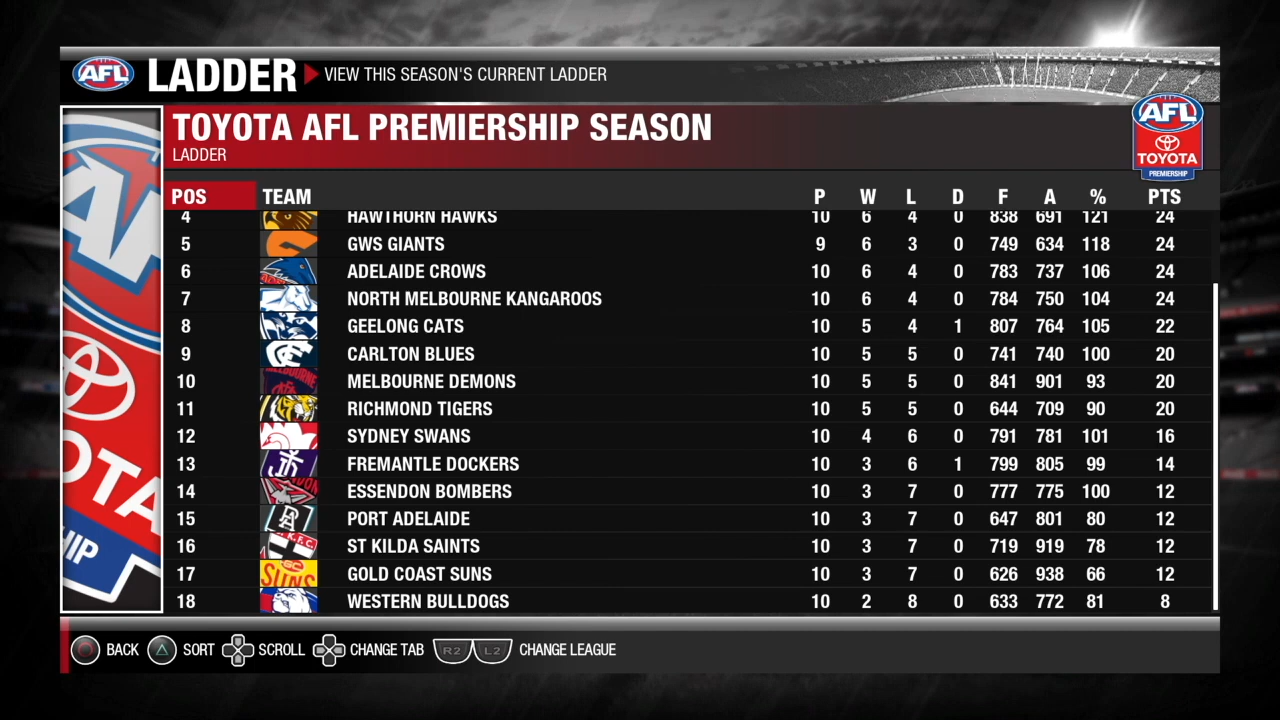 AFL LADDER VIEW THIS SEASON'S CURRENT LADDER
TOYOTA AFL PREMIERSHIP SEASON
LADDER
AFL
TOYOTA
PREMIERSHIP
POS TEAM P W L D F A % PTS
4 HAWTHORN HAWKS 10 6 4 0 838 691 121 24
5 GWS GIANTS 9 6 3 0 749 634 118 24
6 ADELAIDE CROWS 10 6 4 0 783 737 106 24
7 NORTH MELBOURNE KANGAROOS 10 6 4 0 784 750 104 24
8 GEELONG CATS 10 5 4 1 807 764 105 22
9 CARLTON BLUES 10 5 5 0 741 740 100 20
10 MELBOURNE DEMONS 10 5 5 0 841 901 93 20
11 RICHMOND TIGERS 10 5 5 0 644 709 90 20
12 SYDNEY SWANS 10 4 6 0 791 781 101 16
13 FREMANTLE DOCKERS 10 3 6 1 799 805 99 14
14 ESSENDON BOMBERS 10 3 7 0 777 775 100 12
15 PORT ADELAIDE 10 3 7 0 647 801 80 12
16 ST KILDA SAINTS 10 3 7 0 719 919 78 12
17 GOLD COAST SUNS 10 3 7 0 626 938 66 12
18 WESTERN BULLDOGS 10 2 8 0 633 772 81 8
BACK SORT SCROLL CHANGE TAB R2 L2 CHANGE LEAGUE